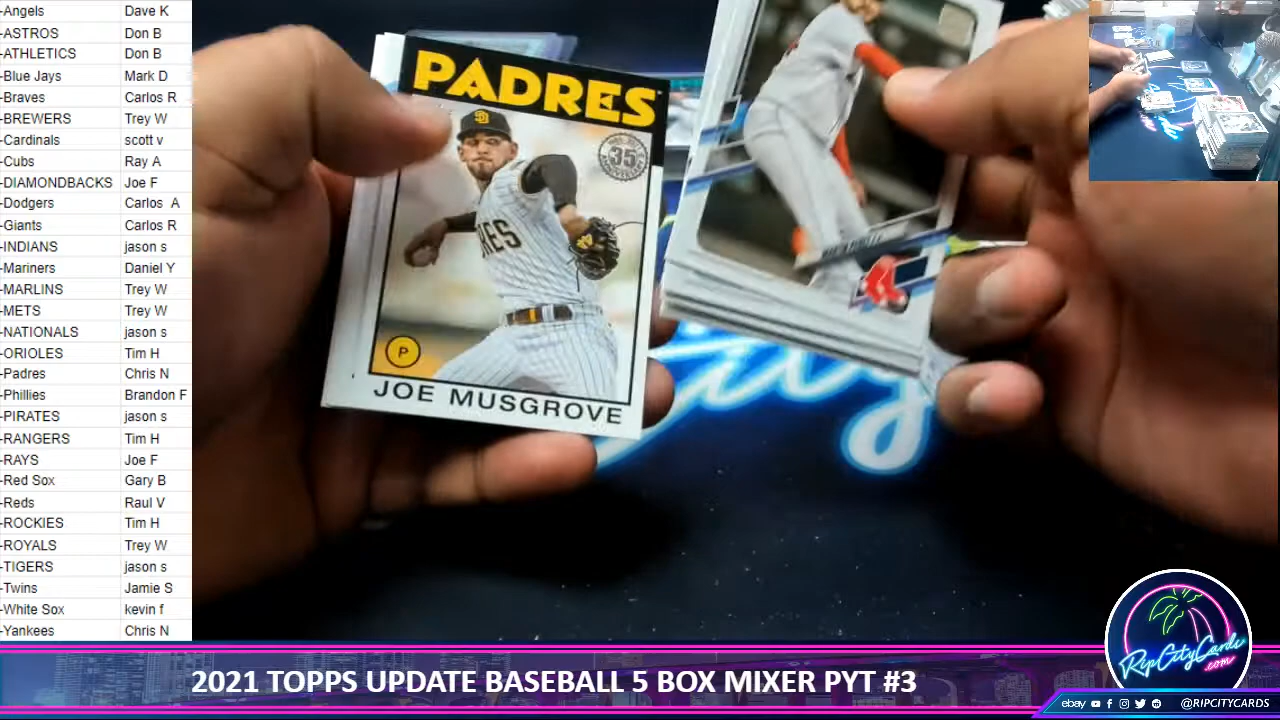 -Angels Dave K
-ASTROS Don B
-ATHLETICS Don B
-Blue Jays Mark D
-Braves Carlos R
-BREWERS Trey W
-Cardinals scott v
-Cubs Ray A
-DIAMONDBACKS Joe F
-Dodgers Carlos A
-Giants Carlos R
-INDIANS jason s
-Mariners Daniel Y
-MARLINS Trey W
-METS Trey W
-NATIONALS jason s
-ORIOLES Tim H
-Padres Chris N
-Phillies Brandon F
-PIRATES jason s
-RANGERS Tim H
-RAYS Joe F
-Red Sox Gary B
-Reds Raul V
-ROCKIES Tim H
-ROYALS Trey W
-TIGERS jason s
-Twins Jamie S
-White Sox kevin f
-Yankees Chris N
PADRES
35
P
JOE MUSGROVE
city
RipCityCards
.com
2021 TOPPS UPDATE BASEBALL 5 BOX MIXER PYT #3
ebay @RIPCITYCARDS